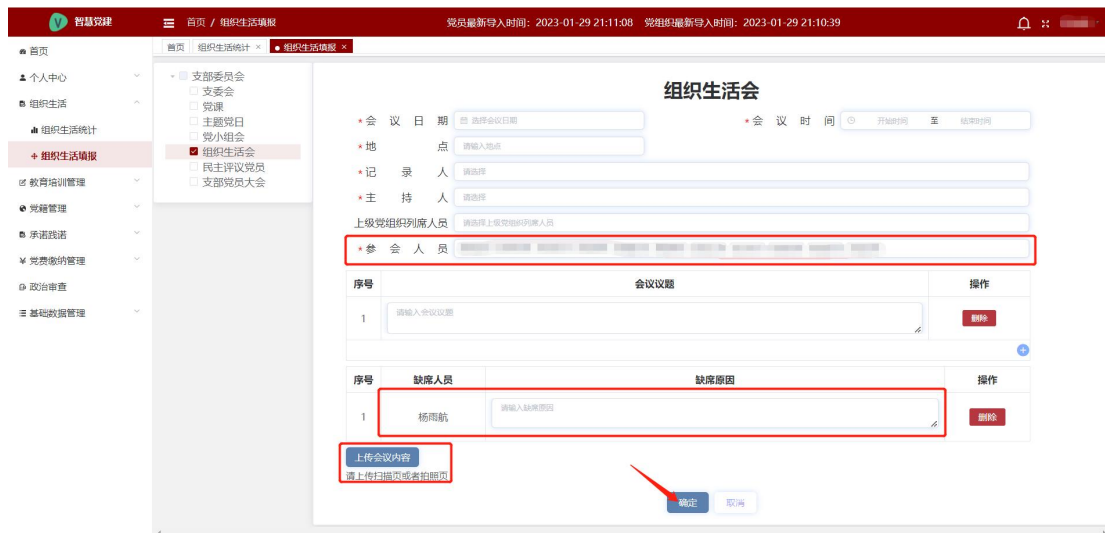 智慧党建
首页 / 组织生活填报
党员最新导入时间：2023-01-29 21:11:08 党组织最新导入时间：2023-01-29 21:10:39
首页
组织生活统计 ×
● 组织生活填报 ×
首页
个人中心
组织生活
组织生活统计
组织生活填报
教育培训管理
党籍管理
承诺践诺
党费缴纳管理
政治审查
基础数据管理
支部委员会
支委会
党课
主题党日
党小组会
组织生活会
民主评议党员
支部党员大会
组织生活会
* 会议日期 选择会议日期
* 会议时间 开始时间 至 结束时间
* 地点 请输入地点
* 记录人 请选择
* 主持人 请选择
上级党组织列席人员 请选择上级党组织列席人员
* 参会人员
序号 会议议题 操作
1 请输入会议议题 删除
序号 缺席人员 缺席原因 操作
1 杨雨航 请输入缺席原因 删除
上传会议内容
请上传扫描页或者拍照页
确定 取消